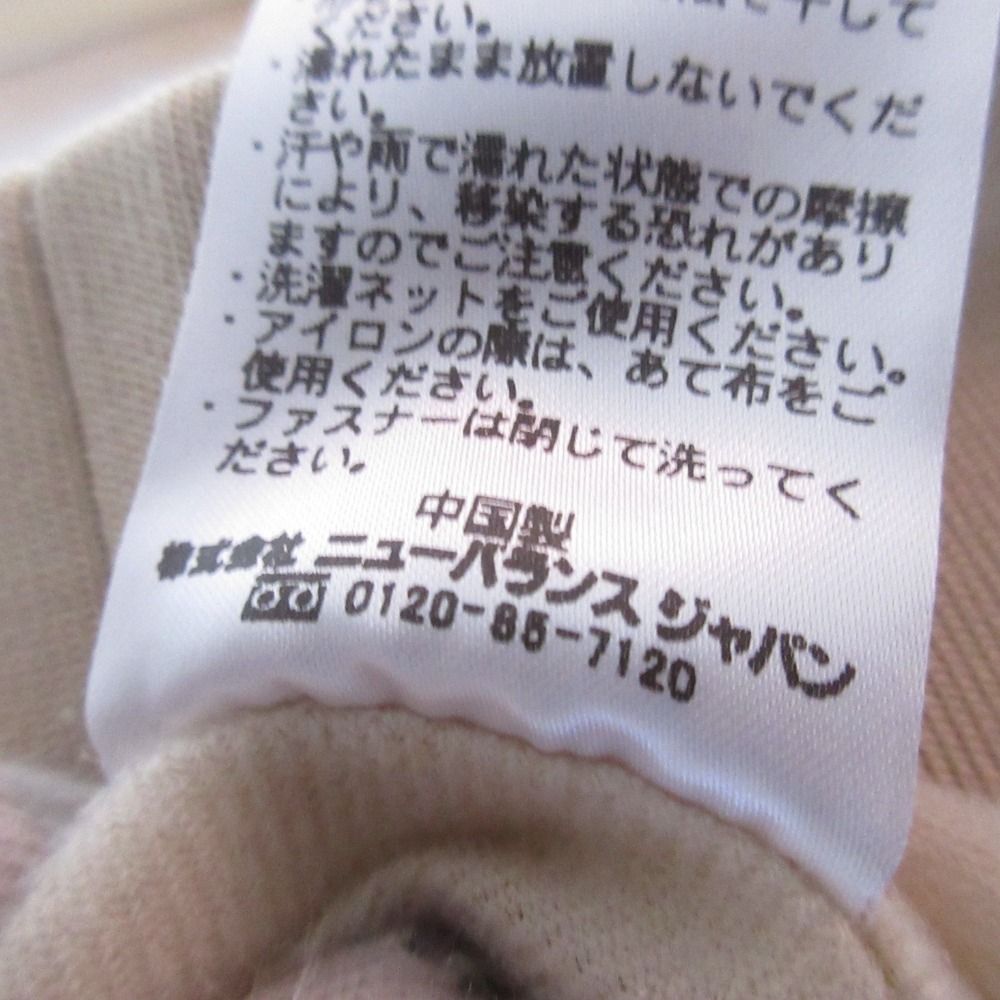 干して
ください。
・濡れたまま放置しないでくだ
さい。
・汗や雨で濡れた状態での摩擦
により、移染する恐れがあり
ますのでご注意ください。
・洗濯ネットをご使用ください。
・アイロンの際は、あて布をご
使用ください。
・ファスナーは閉じて洗ってく
ださい。
中国製
株式会社 ニューバランス ジャパン
0120-85-7120